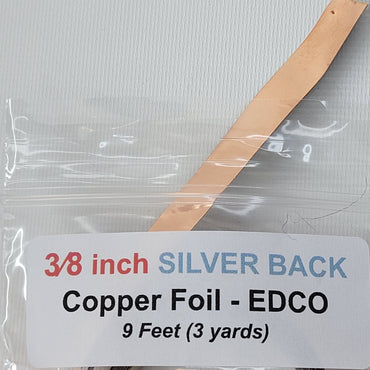 3⁄8 inch SILVER BACK
Copper Foil - EDCO
9 Feet (3 yards)